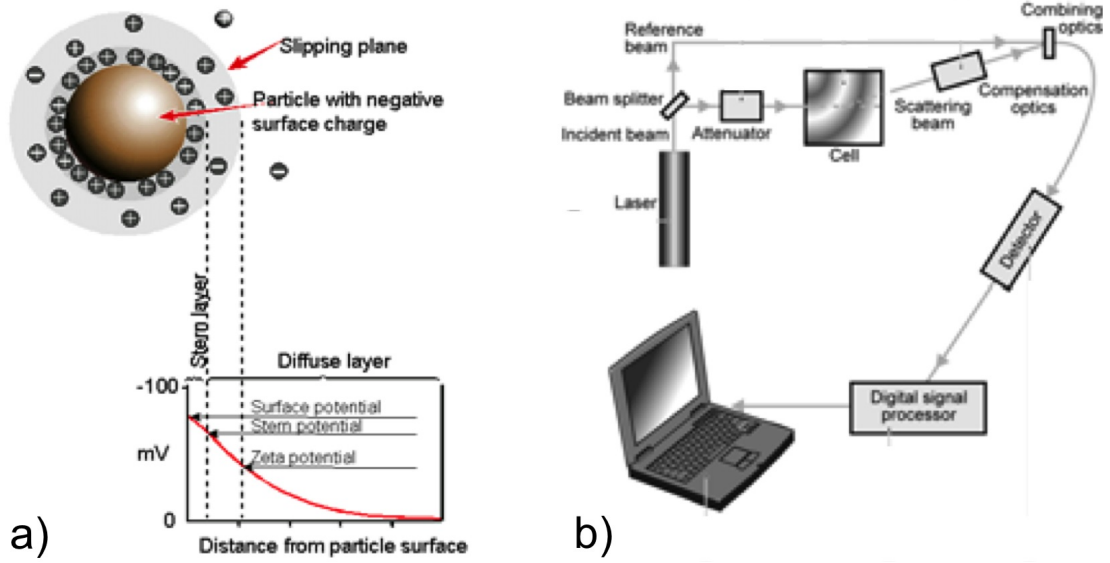 Slipping plane
Particle with negative
surface charge
Stern layer
Diffuse layer
-100
Surface potential
Stern potential
Zeta potential
mV
0
Distance from particle surface
a)
Combining
optics
Reference
beam
Beam splitter
Incident beam
Attenuator
Cell
Scattering
beam
Compensation
optics
Laser
Detector
Digital signal
processor
b)